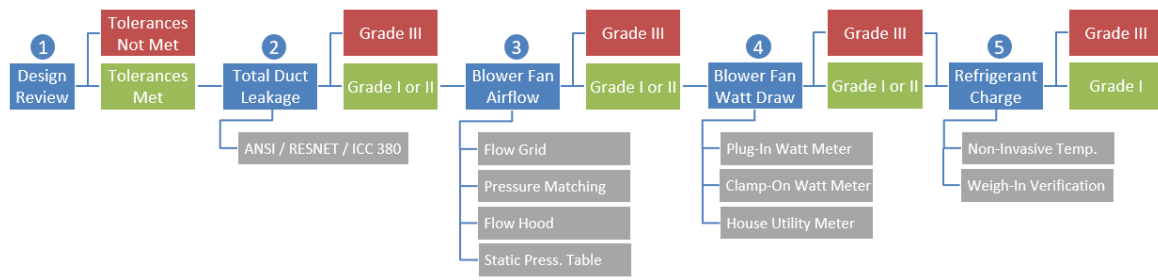 1
Design
Review
Tolerances
Not Met
Tolerances
Met
2
Total Duct
Leakage
ANSI / RESNET / ICC 380
Grade III
Grade I or II
3
Blower Fan
Airflow
Flow Grid
Pressure Matching
Flow Hood
Static Press. Table
Grade III
Grade I or II
4
Blower Fan
Watt Draw
Plug-In Watt Meter
Clamp-On Watt Meter
House Utility Meter
Grade III
Grade I or II
5
Refrigerant
Charge
Non-Invasive Temp.
Weigh-In Verification
Grade III
Grade I